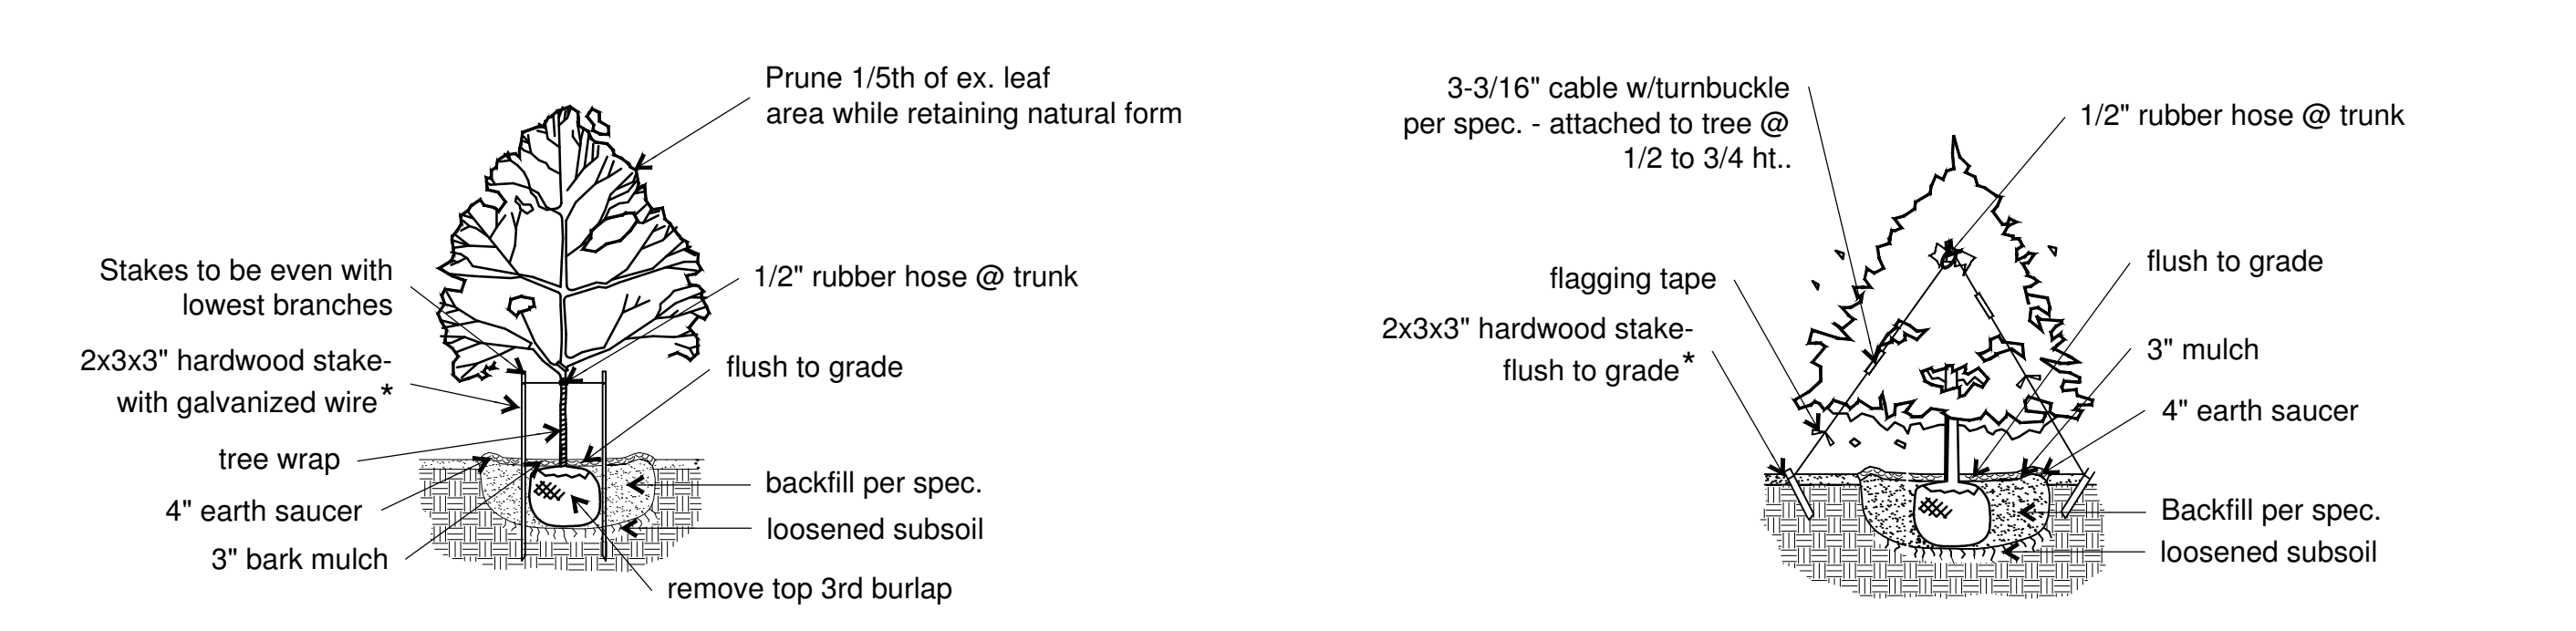 Prune 1/5th of ex. leaf
area while retaining natural form
Stakes to be even with
lowest branches
1/2" rubber hose @ trunk
2x3x3" hardwood stake-
with galvanized wire*
flush to grade
tree wrap
4" earth saucer
3" bark mulch
backfill per spec.
loosened subsoil
remove top 3rd burlap
3-3/16" cable w/turnbuckle
per spec. - attached to tree @
1/2 to 3/4 ht..
1/2" rubber hose @ trunk
flagging tape
2x3x3" hardwood stake-
flush to grade*
flush to grade
3" mulch
4" earth saucer
Backfill per spec.
loosened subsoil